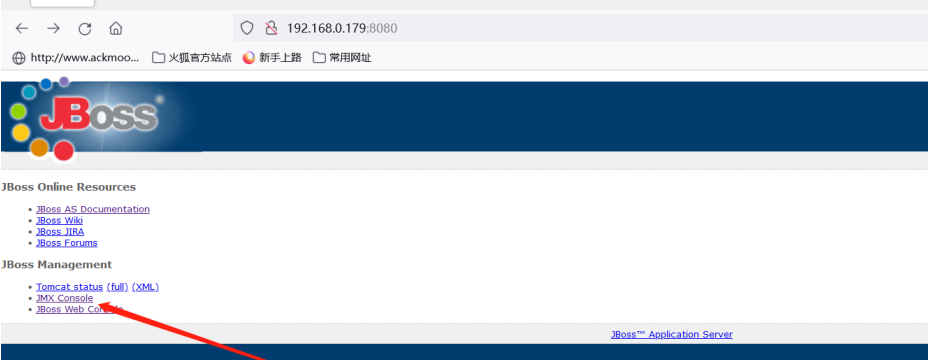 192.168.0.179:8080
http://www.ackmoo... 火狐官方站点 新手上路 常用网址
JBoss
JBoss Online Resources
JBoss AS Documentation
JBoss Wiki
JBoss JIRA
JBoss Forums
JBoss Management
Tomcat status (full) (XML)
JMX Console
JBoss Web Console
JBoss™ Application Server